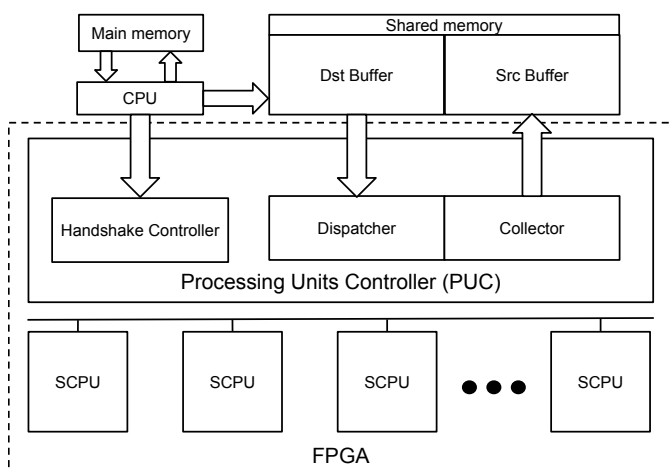 Main memory
Shared memory
Dst Buffer
Src Buffer
CPU
Handshake Controller
Dispatcher
Collector
Processing Units Controller (PUC)
SCPU
SCPU
SCPU
SCPU
FPGA